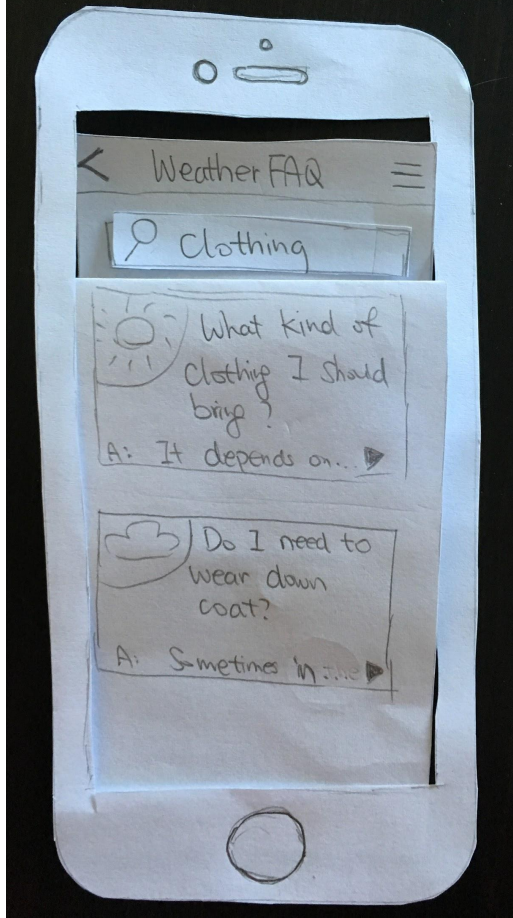 Weather FAQ
Clothing
What kind of
clothing I should
bring?
A: It depends on...
Do I need to
wear down
coat?
A: Sometimes in....